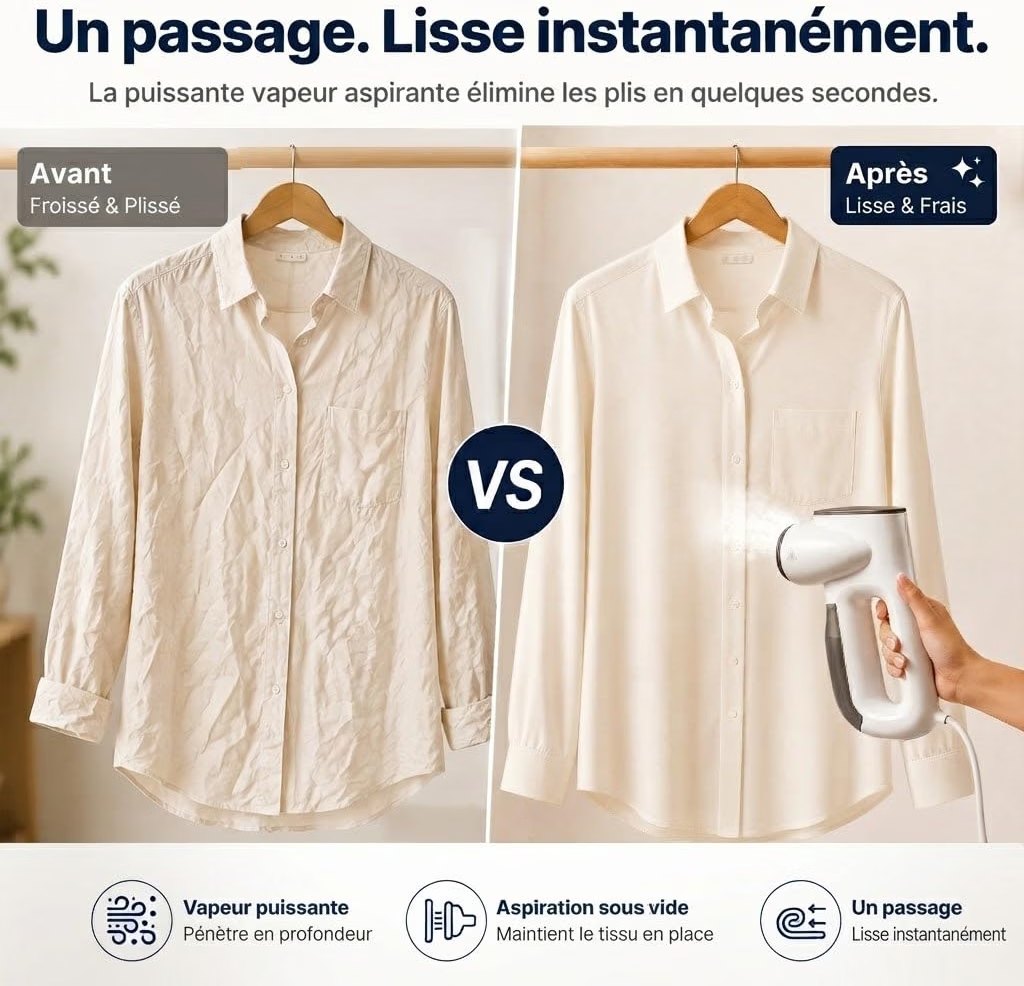 Un passage. Lisse instantanément.
La puissante vapeur aspirante élimine les plis en quelques secondes.
Avant
Froissé & Plissé
Après
Lisse & Frais
VS
Vapeur puissante
Pénètre en profondeur
Aspiration sous vide
Maintient le tissu en place
Un passage
Lisse instantanément